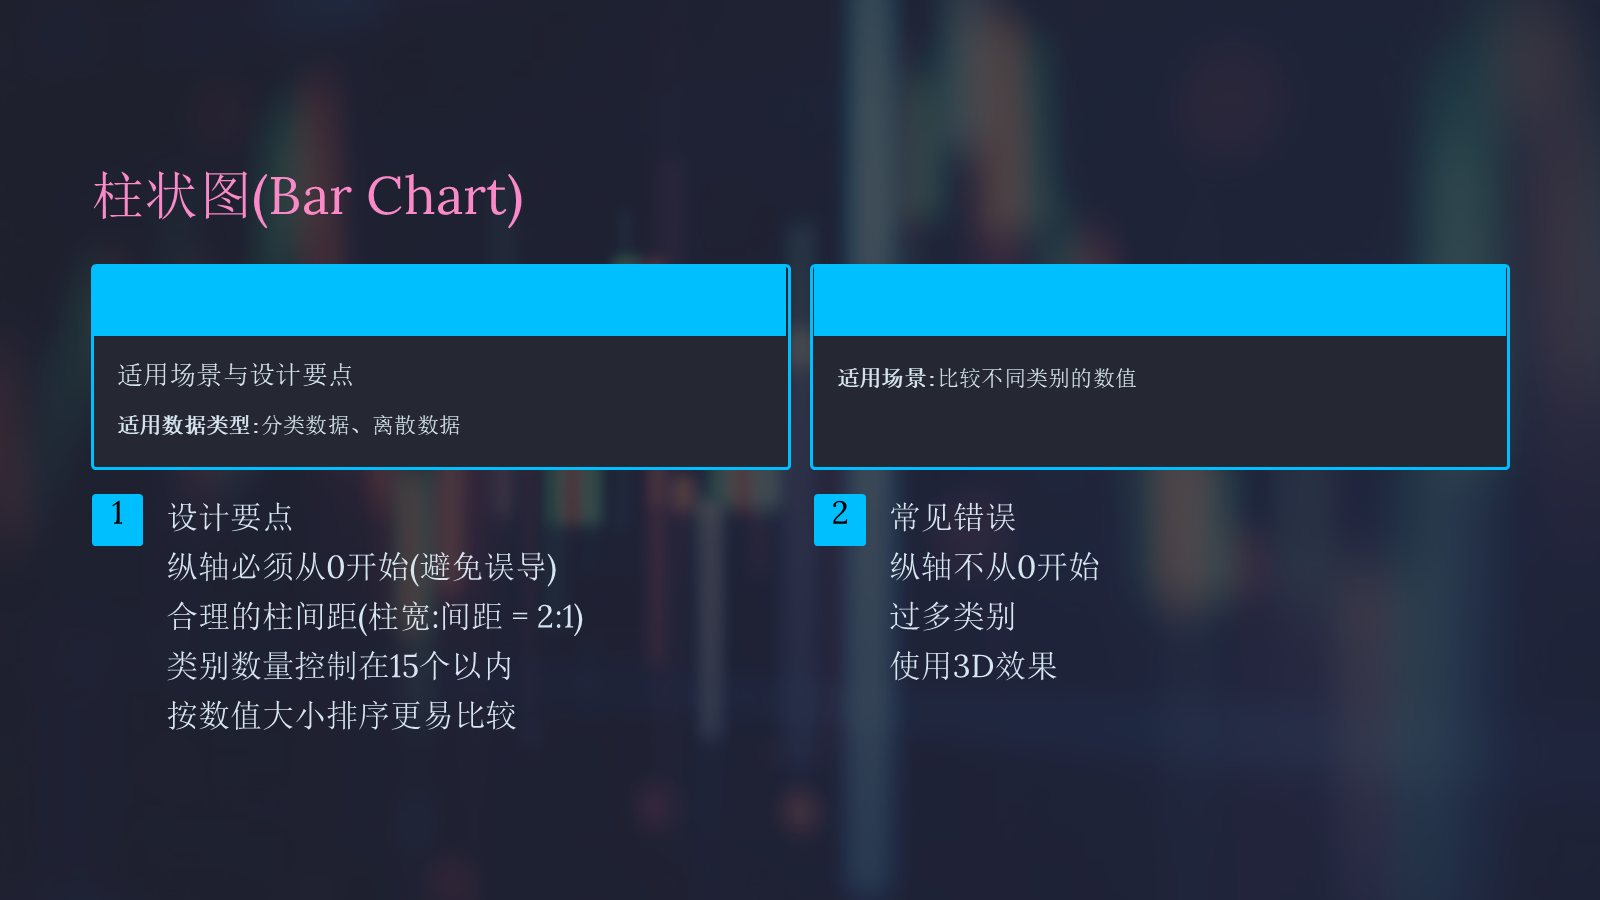 柱状图(Bar Chart)
适用场景与设计要点
适用数据类型:分类数据、离散数据
适用场景:比较不同类别的数值
1
设计要点
纵轴必须从0开始(避免误导)
合理的柱间距(柱宽:间距 = 2:1)
类别数量控制在15个以内
按数值大小排序更易比较
2
常见错误
纵轴不从0开始
过多类别
使用3D效果